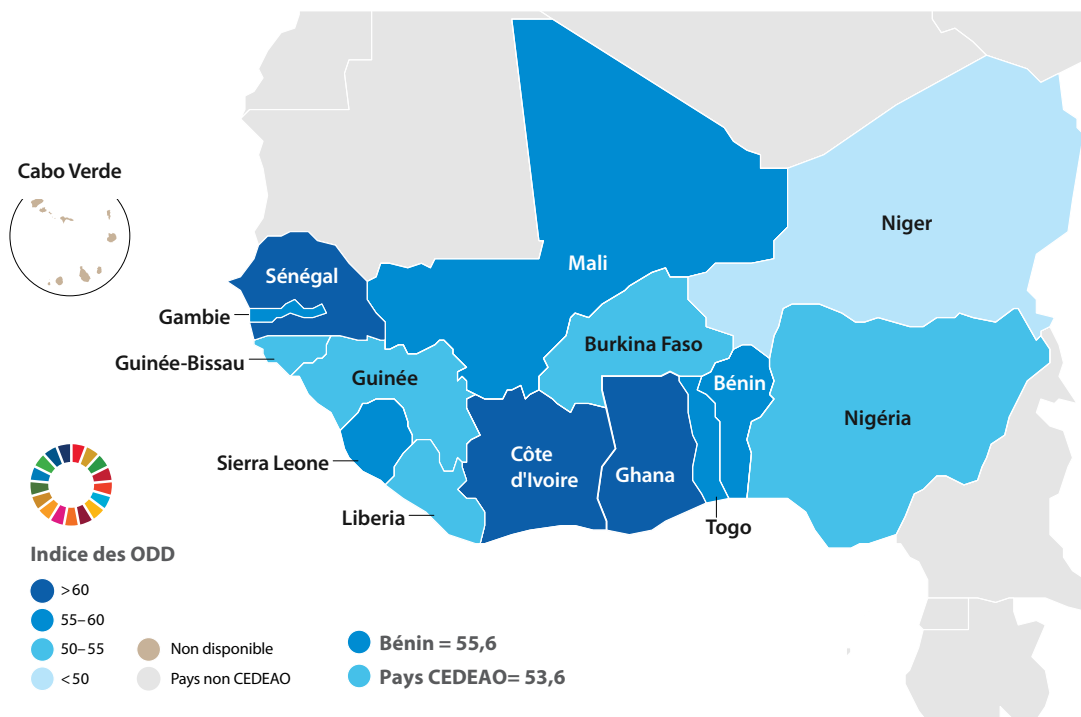 Cabo Verde
Niger
Mali
Sénégal
Gambie
Burkina Faso
Guinée-Bissau
Guinée
Bénin
Nigéria
Côte
d'Ivoire
Ghana
Sierra Leone
Liberia
Togo
Indice des ODD
>60
55–60
50–55
<50
Non disponible
Pays non CEDEAO
Bénin = 55,6
Pays CEDEAO= 53,6